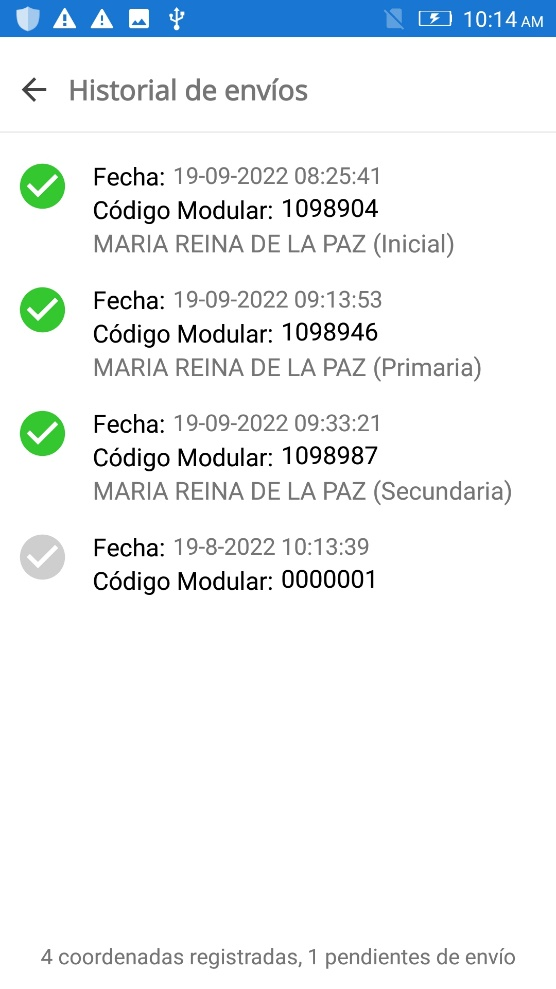 10:14 AM
Historial de envíos
Fecha: 19-09-2022 08:25:41
Código Modular: 1098904
MARIA REINA DE LA PAZ (Inicial)
Fecha: 19-09-2022 09:13:53
Código Modular: 1098946
MARIA REINA DE LA PAZ (Primaria)
Fecha: 19-09-2022 09:33:21
Código Modular: 1098987
MARIA REINA DE LA PAZ (Secundaria)
Fecha: 19-8-2022 10:13:39
Código Modular: 0000001
4 coordenadas registradas, 1 pendientes de envío